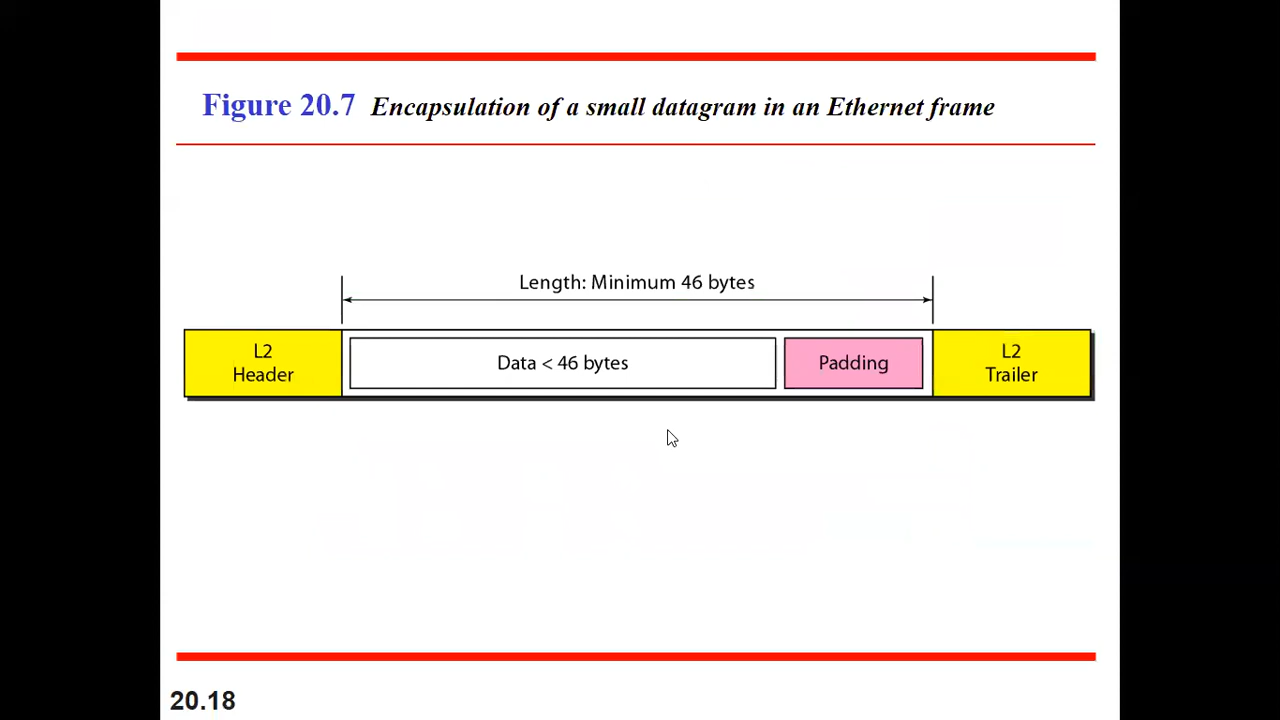 Figure 20.7 Encapsulation of a small datagram in an Ethernet frame
Length: Minimum 46 bytes
L2
Header
Data < 46 bytes
Padding
L2
Trailer
20.18